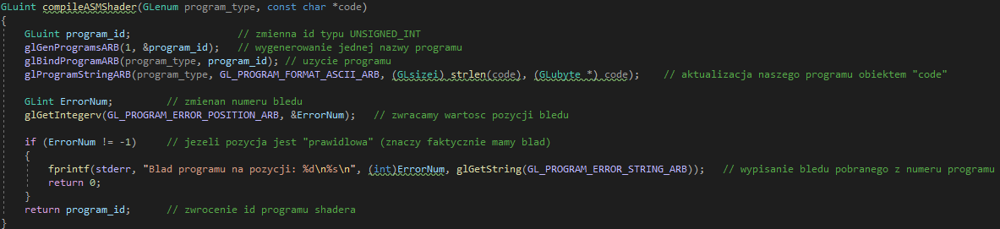 GLuint compileASMShader(GLenum program_type, const char *code)
{
GLuint program_id; // zmienna id typu UNSIGNED_INT
glGenProgramsARB(1, &program_id); // wygenerowanie jednej nazwy programu
glBindProgramARB(program_type, program_id); // uzycie programu
glProgramStringARB(program_type, GL_PROGRAM_FORMAT_ASCII_ARB, (GLsizei) strlen(code), (GLubyte *) code); // aktualizacja naszego programu obiektem "code"
GLint ErrorNum; // zmienan numeru bledu
glGetIntegerv(GL_PROGRAM_ERROR_POSITION_ARB, &ErrorNum); // zwracamy wartosc pozycji bledu
if (ErrorNum != -1) // jezeli pozycja jest "prawidlowa" (znaczy faktycznie mamy blad)
{
fprintf(stderr, "Blad programu na pozycji: %d\n%s\n", (int)ErrorNum, glGetString(GL_PROGRAM_ERROR_STRING_ARB)); // wypisanie bledu pobranego z numeru programu
return 0;
}
return program_id; // zwrocenie id programu shadera
}